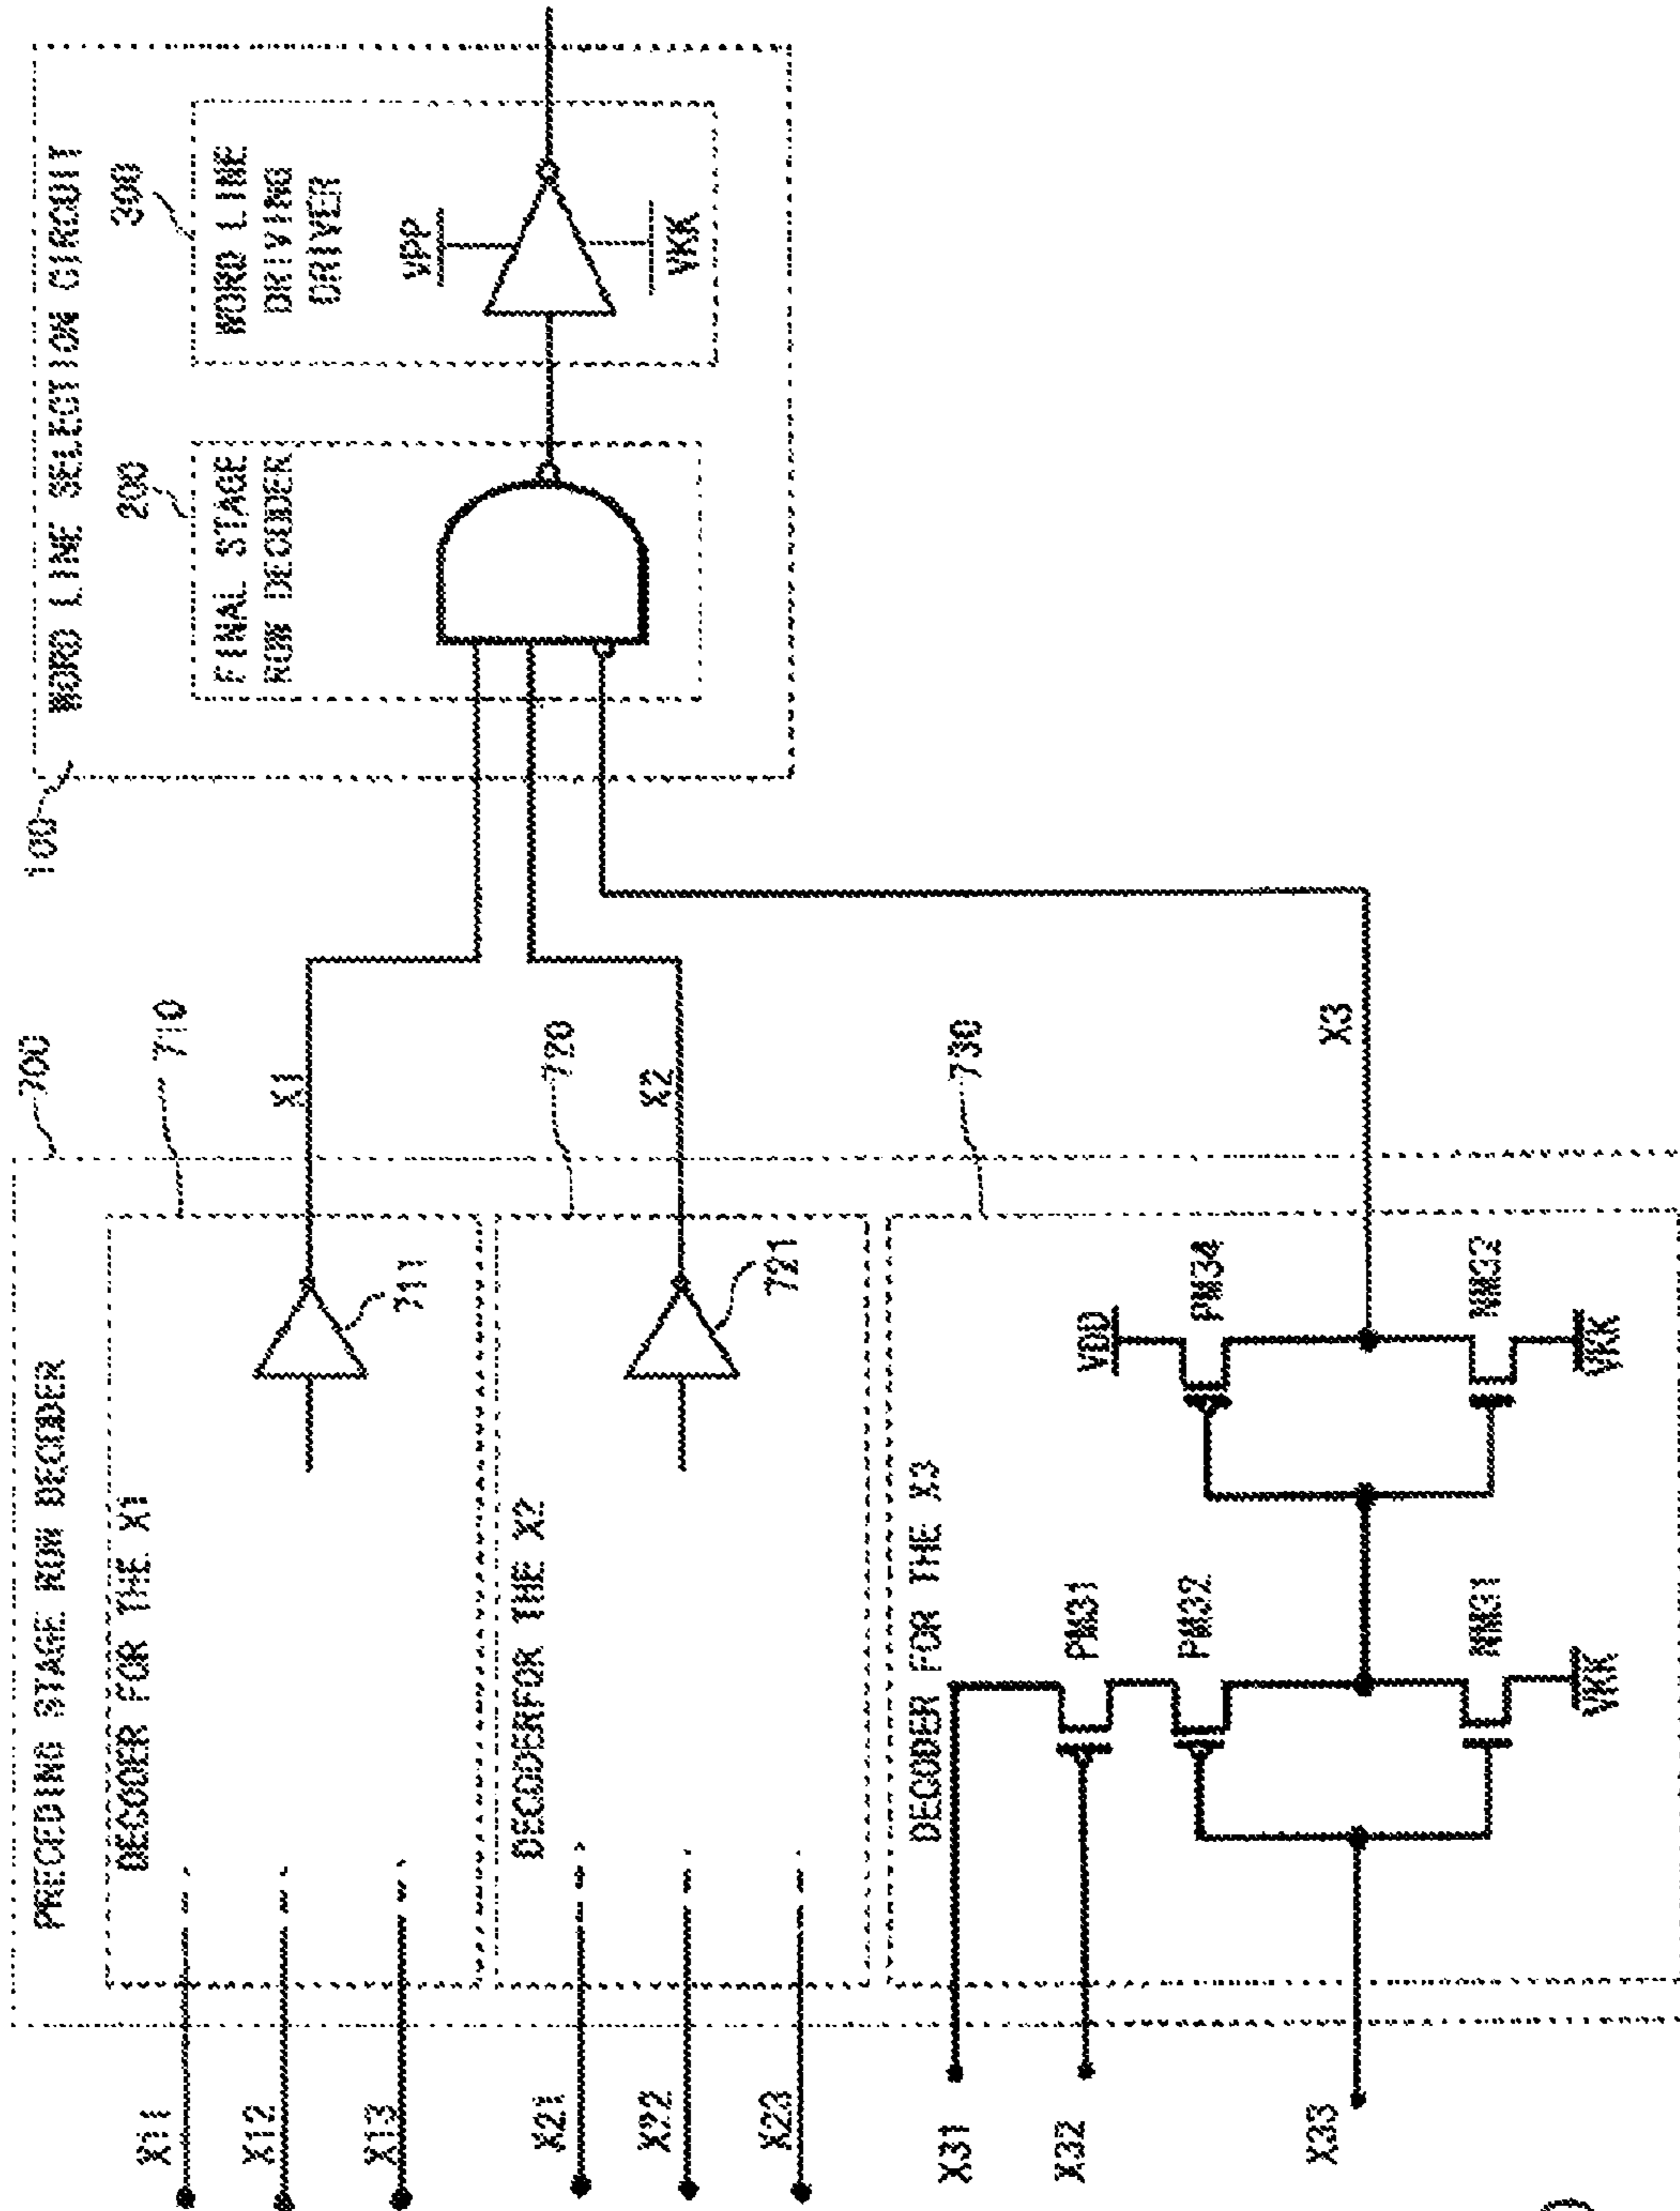 PRECEDING STAGE ROW DECODER
700
DECODER FOR THE X1
710
X11
X12
X13
711
X1
DECODERFOR THE X2
720
X21
X22
X23
721
X2
DECODER FOR THE X3
730
X31
X32
X33
PM31
PM32
NM31
VKK
VDD
PM34
NM32
VKK
X3
100
WORD LINE SELECTION CIRCUIT
200
FINAL STAGE
ROW DECODER
300
WORD LINE
DRIVING
DRIVER
VPP
VKK